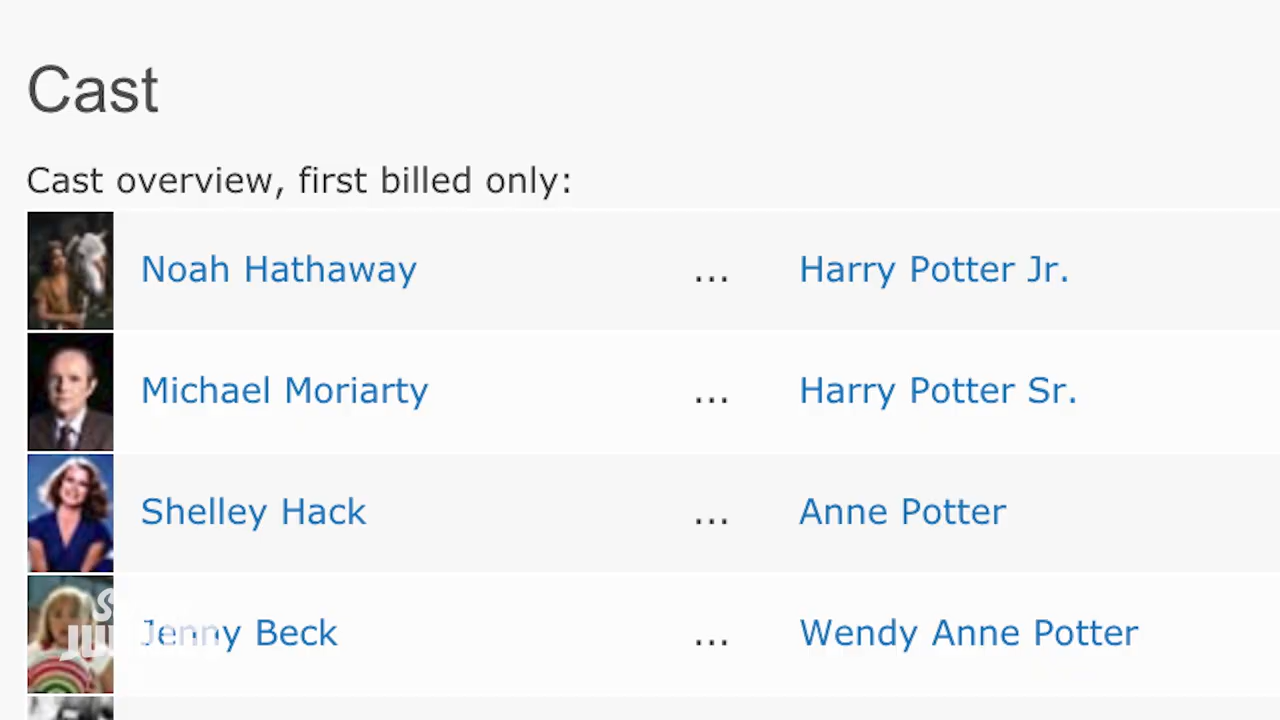 Cast
Cast overview, first billed only:
Noah Hathaway ... Harry Potter Jr.
Michael Moriarty ... Harry Potter Sr.
Shelley Hack ... Anne Potter
Jenny Beck ... Wendy Anne Potter